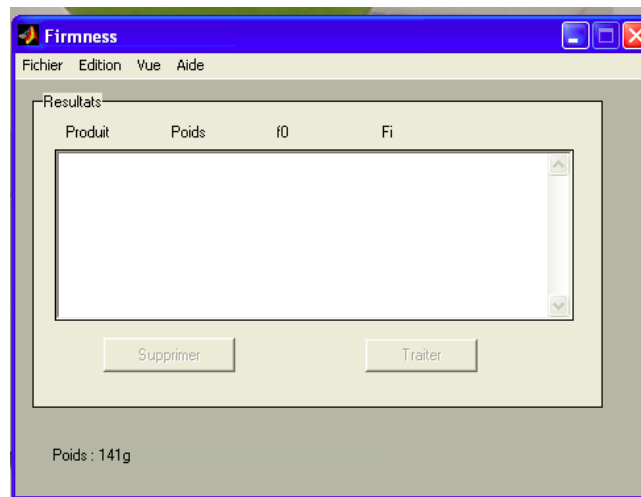 Firmness
Fichier Edition Vue Aide
Resultats
Produit Poids f0 Fi
Supprimer Traiter
Poids : 141g